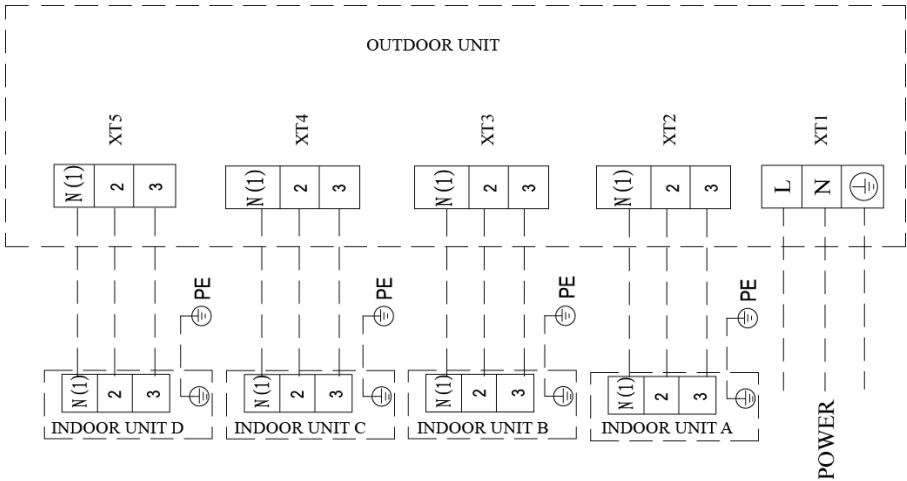 OUTDOOR UNIT
XT5
XT4
XT3
XT2
XT1
N(1) 2 3
N(1) 2 3
N(1) 2 3
N(1) 2 3
L N
PE
PE
PE
PE
N(1) 2 3
N(1) 2 3
N(1) 2 3
N(1) 2 3
INDOOR UNIT D
INDOOR UNIT C
INDOOR UNIT B
INDOOR UNIT A
POWER